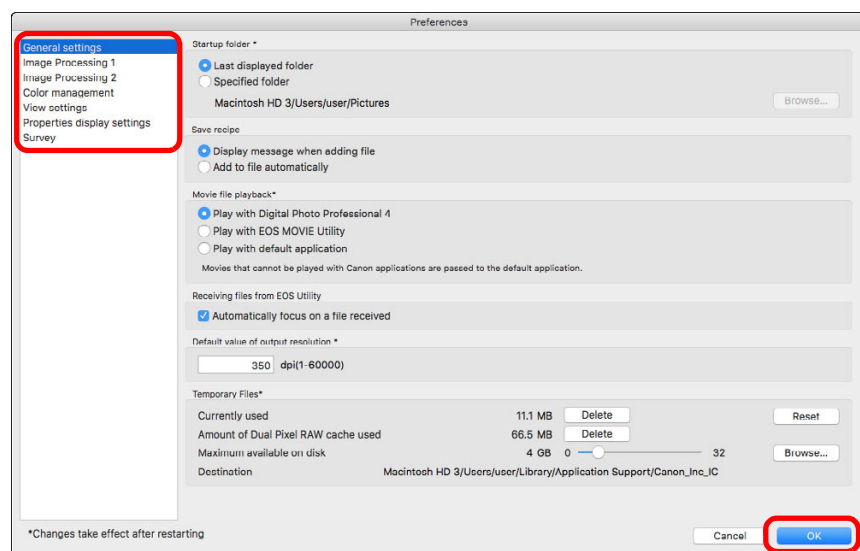 Preferences
General settings
Image Processing 1
Image Processing 2
Color management
View settings
Properties display settings
Survey
Startup folder *
Last displayed folder
Specified folder
Macintosh HD 3/Users/user/Pictures Browse...
Save recipe
Display message when adding file
Add to file automatically
Movie file playback*
Play with Digital Photo Professional 4
Play with EOS MOVIE Utility
Play with default application
Movies that cannot be played with Canon applications are passed to the default application.
Receiving files from EOS Utility
Automatically focus on a file received
Default value of output resolution *
350 dpi(1-60000)
Temporary Files*
Currently used 11.1 MB Delete Reset
Amount of Dual Pixel RAW cache used 66.5 MB Delete
Maximum available on disk 4 GB 0 32 Browse...
Destination Macintosh HD 3/Users/user/Library/Application Support/Canon_Inc_IC
*Changes take effect after restarting
Cancel OK